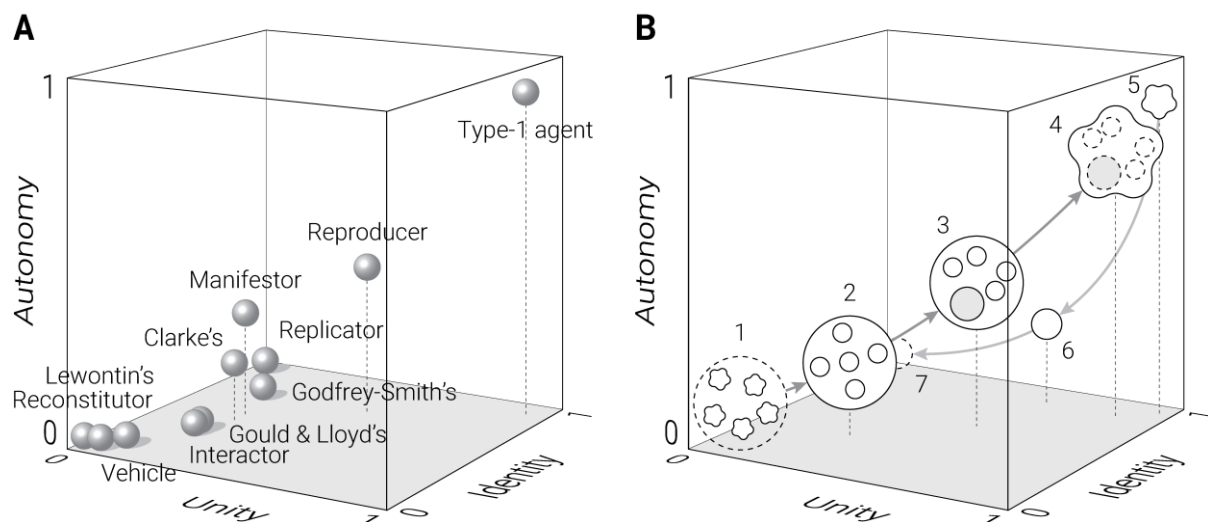 A
1
Type-1 agent
Reproducer
Manifestor
Clarke's
Replicator
Lewontin's
Reconstitutor
Godfrey-Smith's
Gould & Lloyd's
Interactor
Vehicle
Autonomy
0
0
Unity
1
0
Identity
1
B
1
5
4
3
2
1
6
7
Autonomy
0
0
Unity
1
0
Identity
1